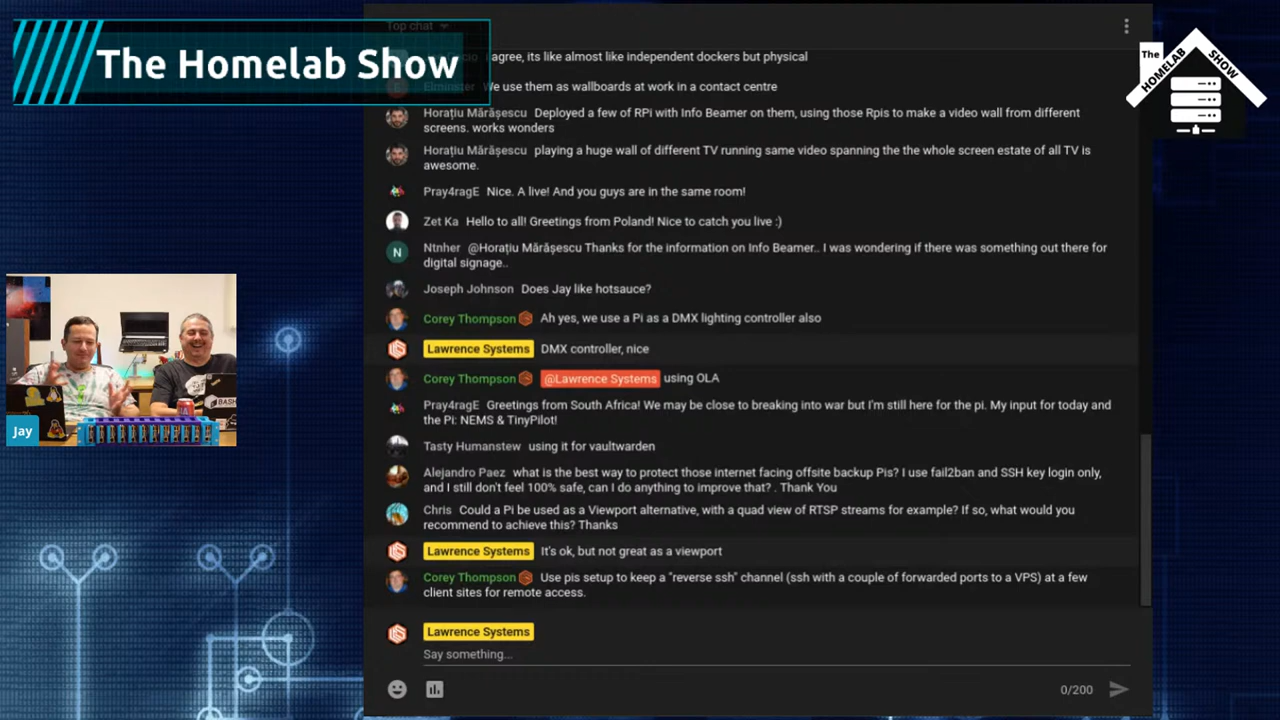 The Homelab Show
Top chat
The
HOMELAB
SHOW
agree, its like almost like independent dockers but physical
Elminster We use them as wallboards at work in a contact centre
Horațiu Mărășescu Deployed a few of RPi with Info Beamer on them, using those Rpis to make a video wall from different
screens. works wonders
Horațiu Mărășescu playing a huge wall of different TV running same video spanning the the whole screen estate of all TV is
awesome.
Pray4ragE Nice. A live! And you guys are in the same room!
Zet Ka Hello to all! Greetings from Poland! Nice to catch you live :)
N Ntnher @Horațiu Mărășescu Thanks for the information on Info Beamer.. I was wondering if there was something out there for
digital signage..
Joseph Johnson Does Jay like hotsauce?
Corey Thompson Ah yes, we use a Pi as a DMX lighting controller also
Lawrence Systems DMX controller, nice
Corey Thompson @Lawrence Systems using OLA
Pray4ragE Greetings from South Africa! We may be close to breaking into war but I'm still here for the pi. My input for today and
the Pi: NEMS & TinyPilot!
Tasty Humanstew using it for vaultwarden
Alejandro Paez what is the best way to protect those internet facing offsite backup Pis? I use fail2ban and SSH key login only,
and I still don't feel 100% safe, can I do anything to improve that? . Thank You
Chris Could a Pi be used as a Viewport alternative, with a quad view of RTSP streams for example? If so, what would you
recommend to achieve this? Thanks
Lawrence Systems It's ok, but not great as a viewport
Corey Thompson Use pis setup to keep a "reverse ssh" channel (ssh with a couple of forwarded ports to a VPS) at a few
client sites for remote access.
Lawrence Systems
Say something...
0/200
BASH
Jay